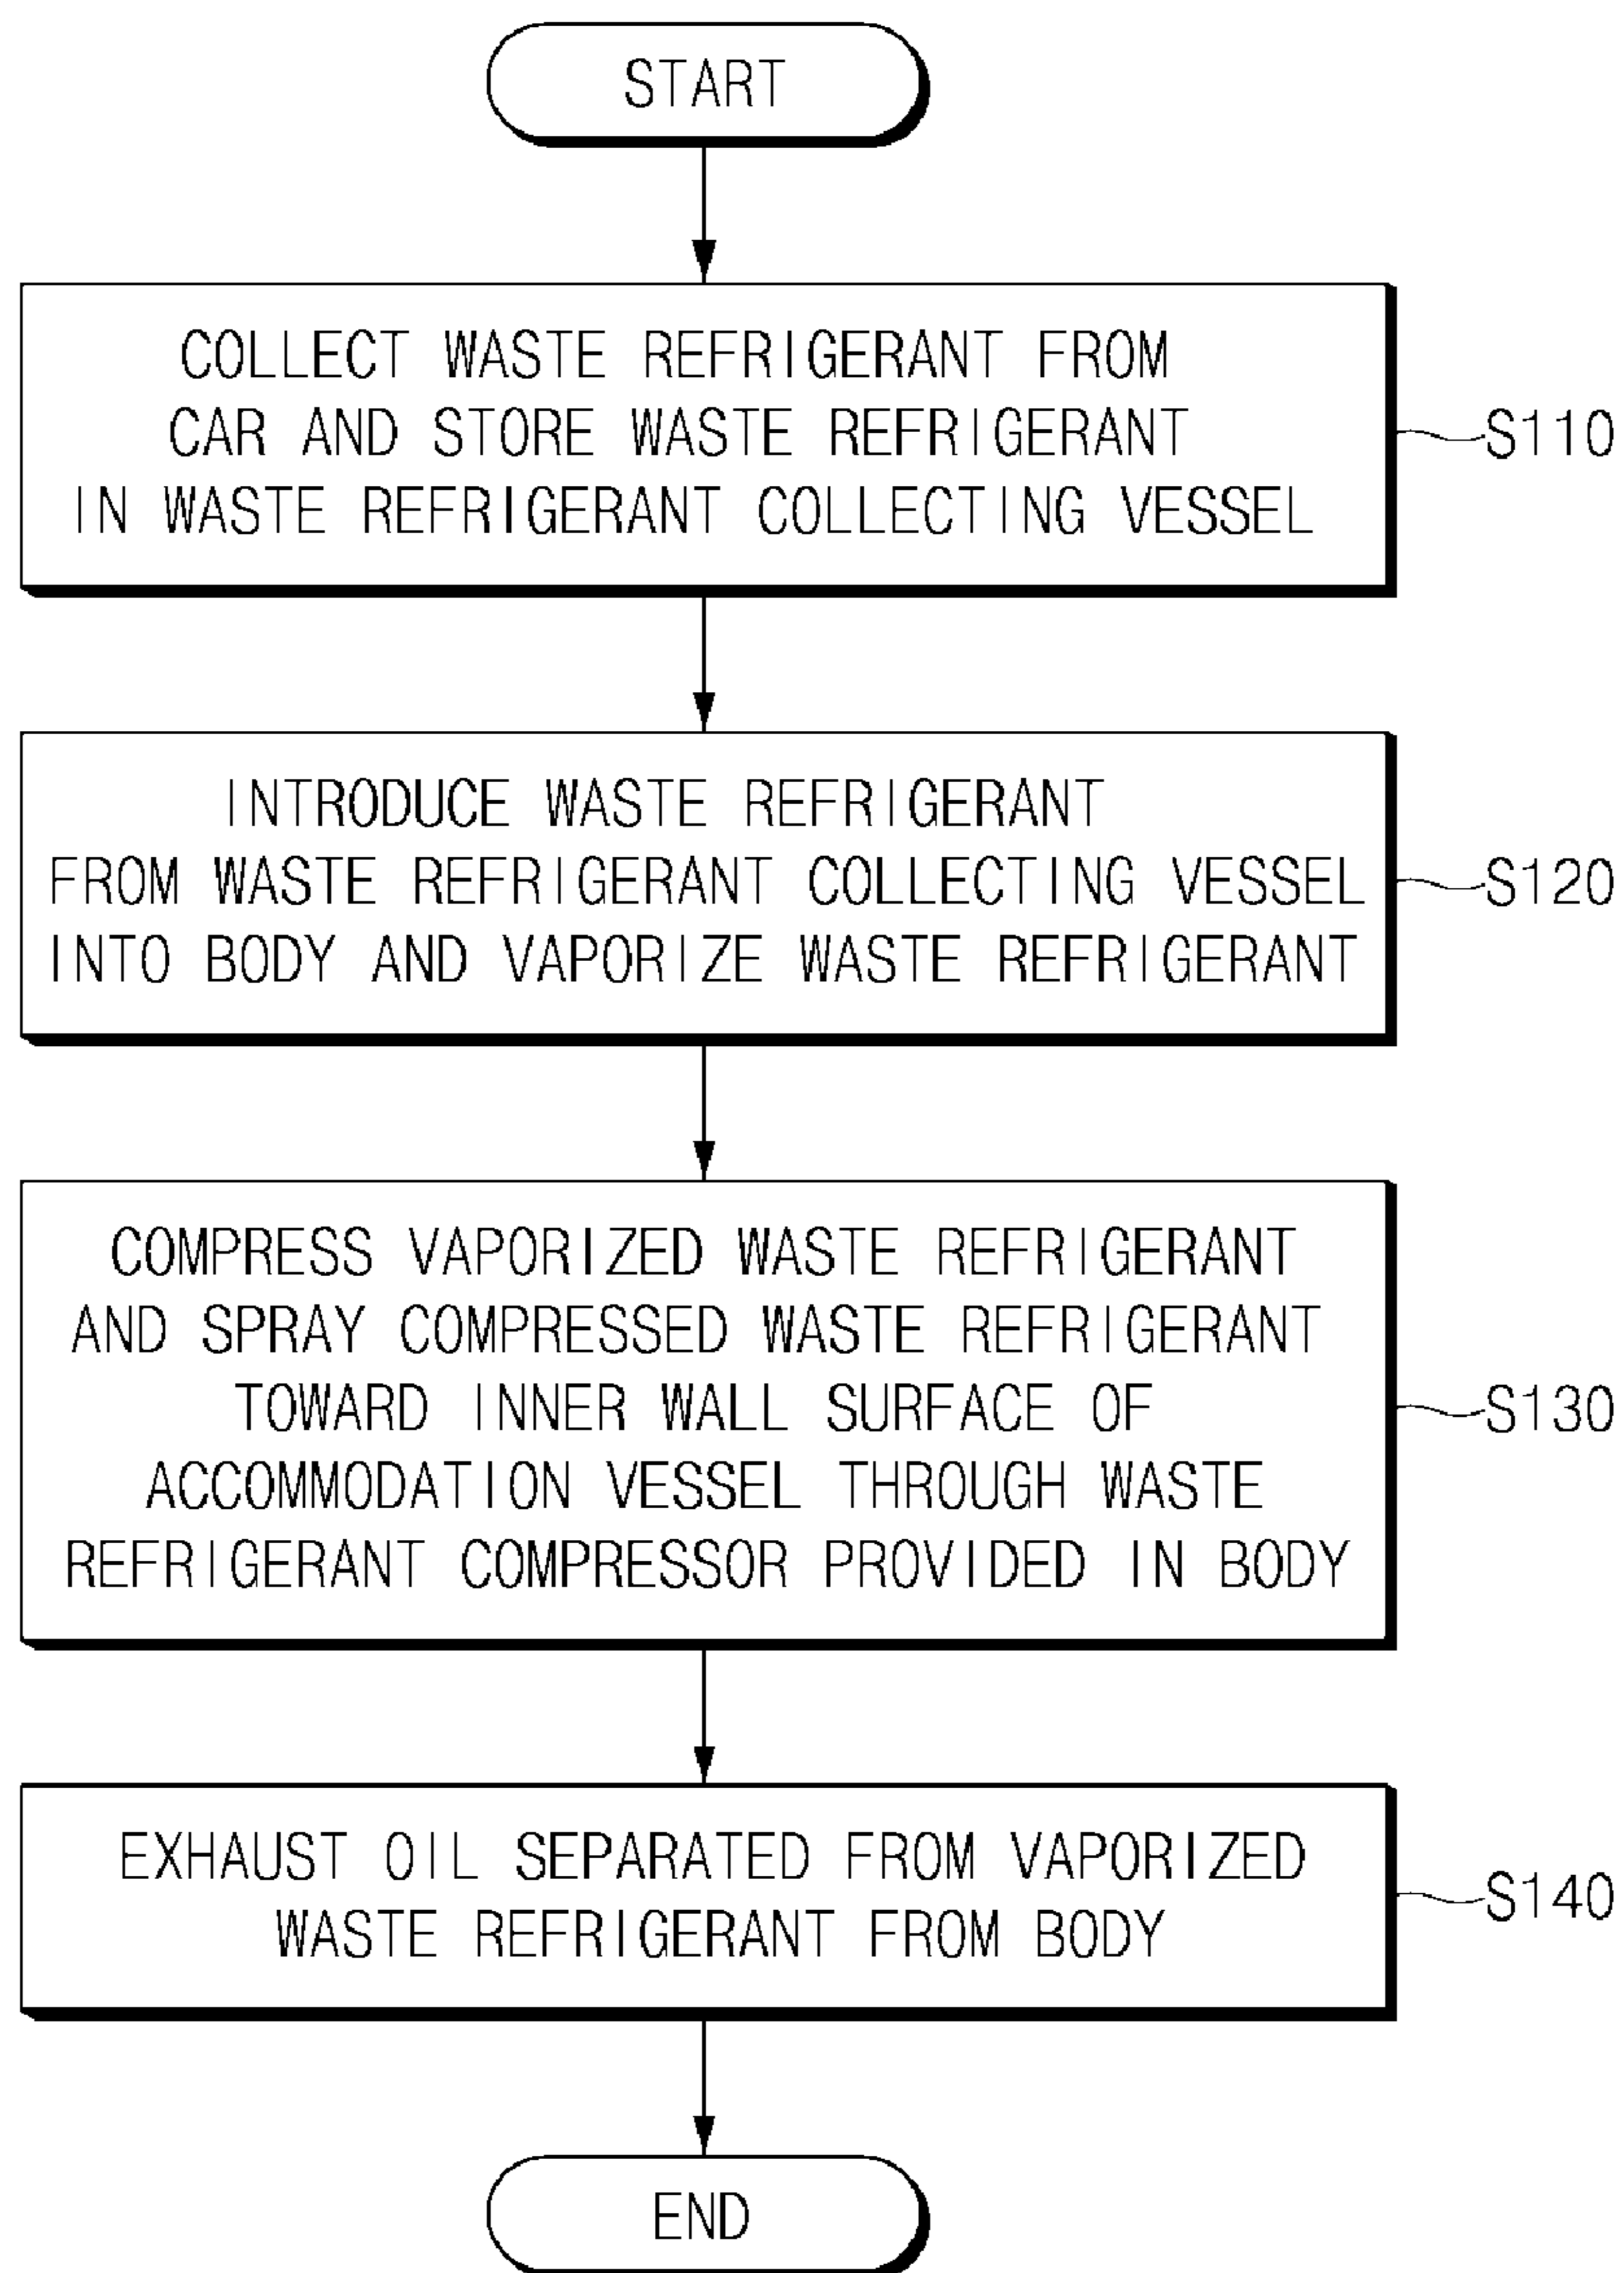 START
COLLECT WASTE REFRIGERANT FROM
CAR AND STORE WASTE REFRIGERANT
IN WASTE REFRIGERANT COLLECTING VESSEL
S110
INTRODUCE WASTE REFRIGERANT
FROM WASTE REFRIGERANT COLLECTING VESSEL
INTO BODY AND VAPORIZE WASTE REFRIGERANT
S120
COMPRESS VAPORIZED WASTE REFRIGERANT
AND SPRAY COMPRESSED WASTE REFRIGERANT
TOWARD INNER WALL SURFACE OF
ACCOMMODATION VESSEL THROUGH WASTE
REFRIGERANT COMPRESSOR PROVIDED IN BODY
S130
EXHAUST OIL SEPARATED FROM VAPORIZED
WASTE REFRIGERANT FROM BODY
S140
END